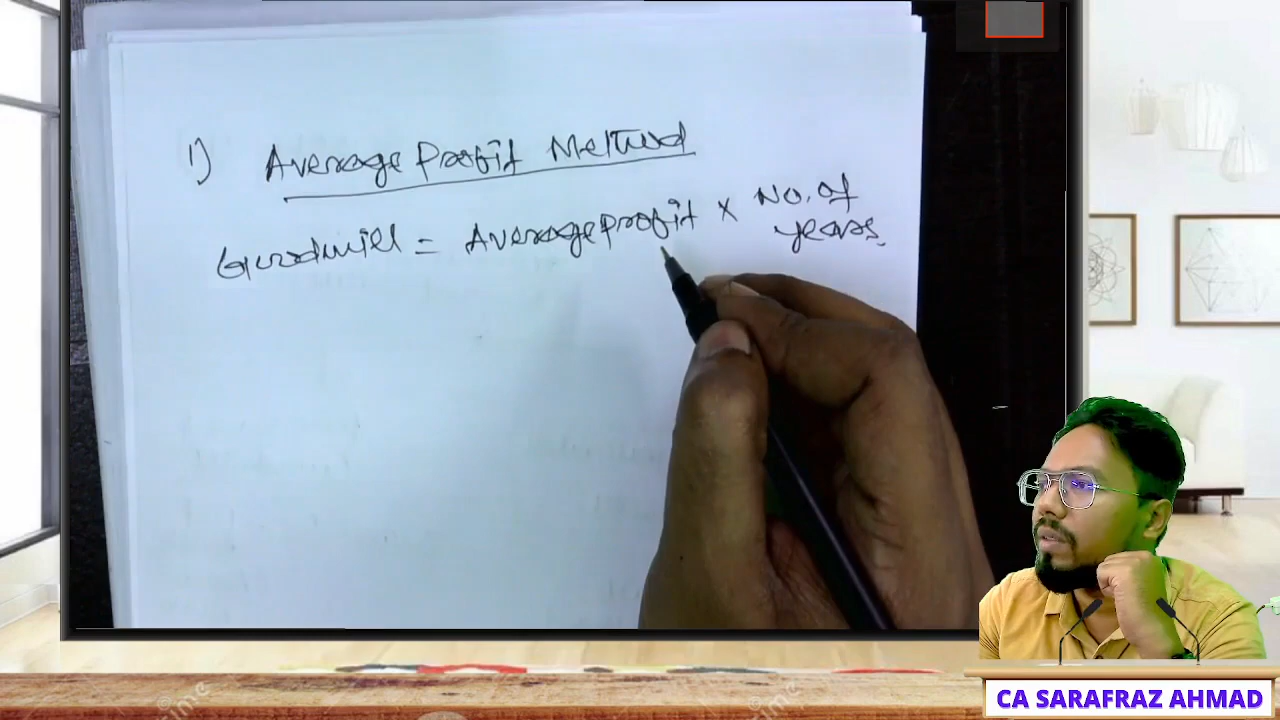 1) Average Profit Method
Goodwill = Average profit x No. of
years.
CA SARAFRAZ AHMAD